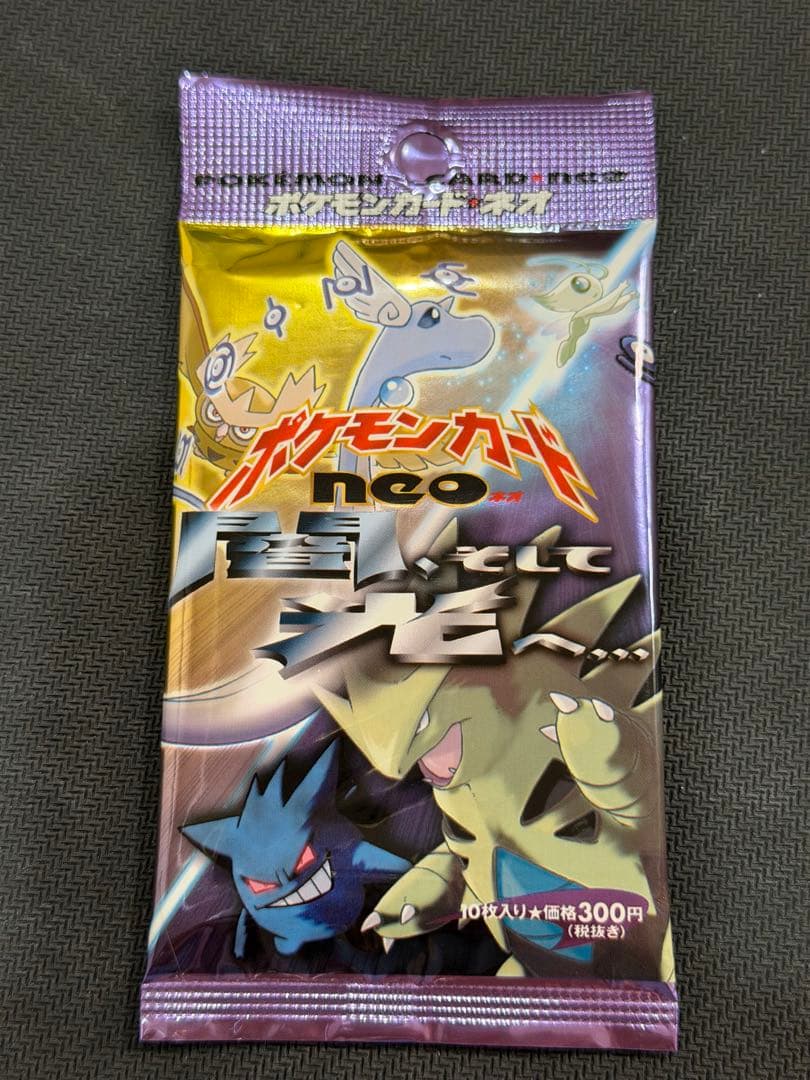 POKéMON CARD★neo
ポケモンカード★ネオ
ポケモンカード
neo ネオ
闇、そして
光へ…
10枚入り★価格300円
(税抜き)